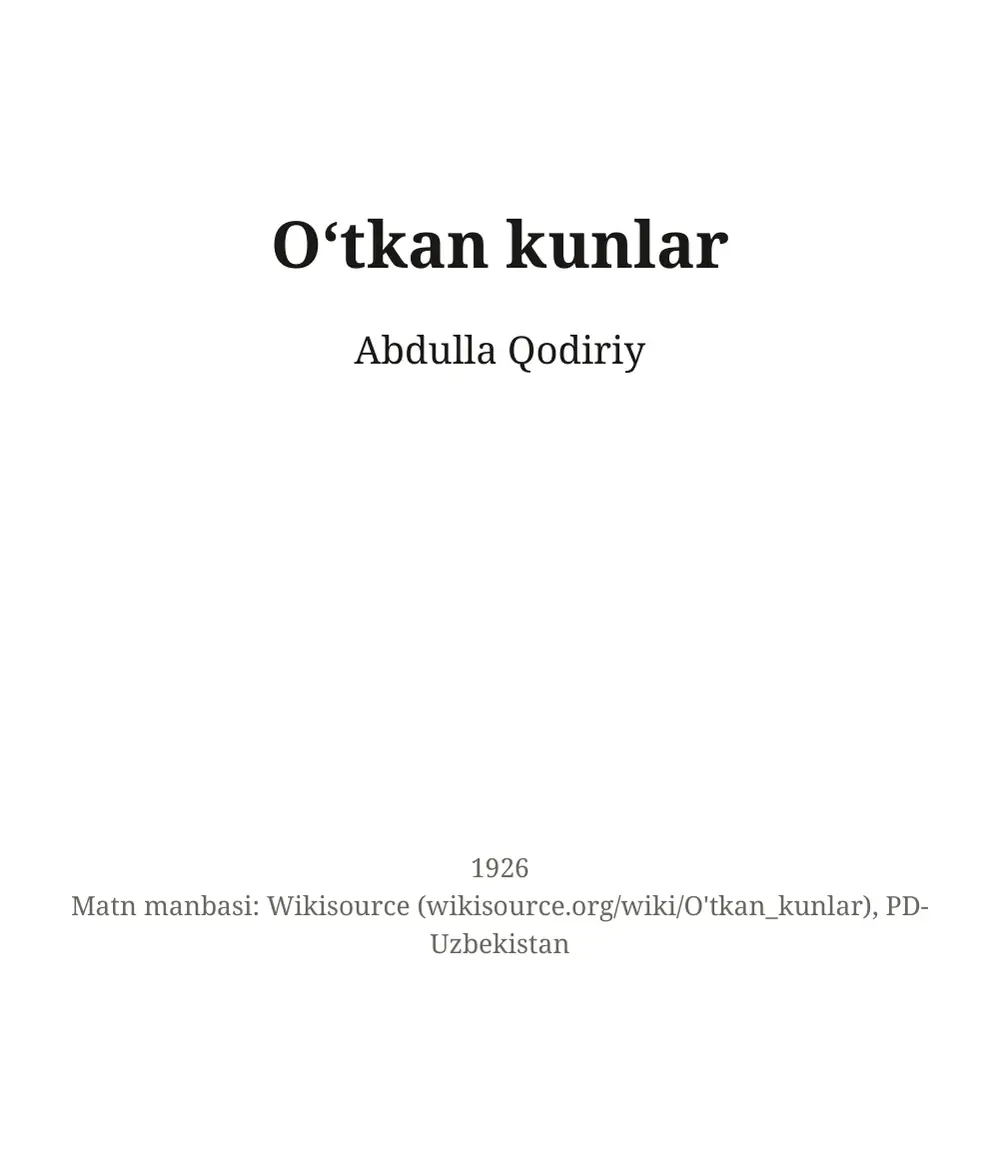 O‘tkan kunlar
Abdulla Qodiriy
1926
Matn manbasi: Wikisource (wikisource.org/wiki/O'tkan_kunlar), PD-
Uzbekistan